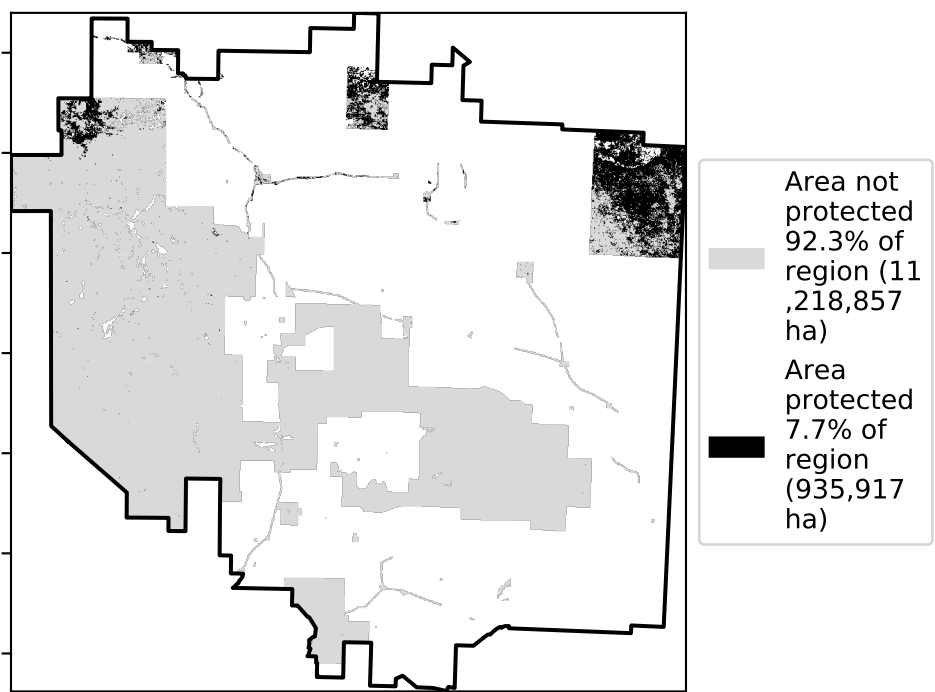 Area not
protected
92.3% of
region (11
,218,857
ha)
Area
protected
7.7% of
region
(935,917
ha)